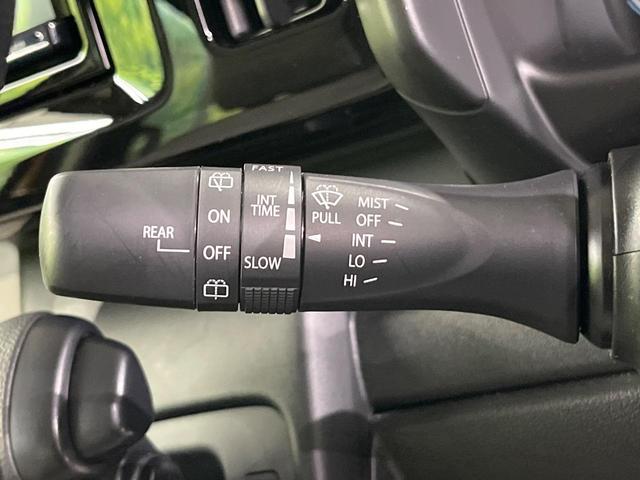 REAR
ON
OFF
FAST
INT
TIME
SLOW
PULL
MIST
OFF
INT
LO
HI